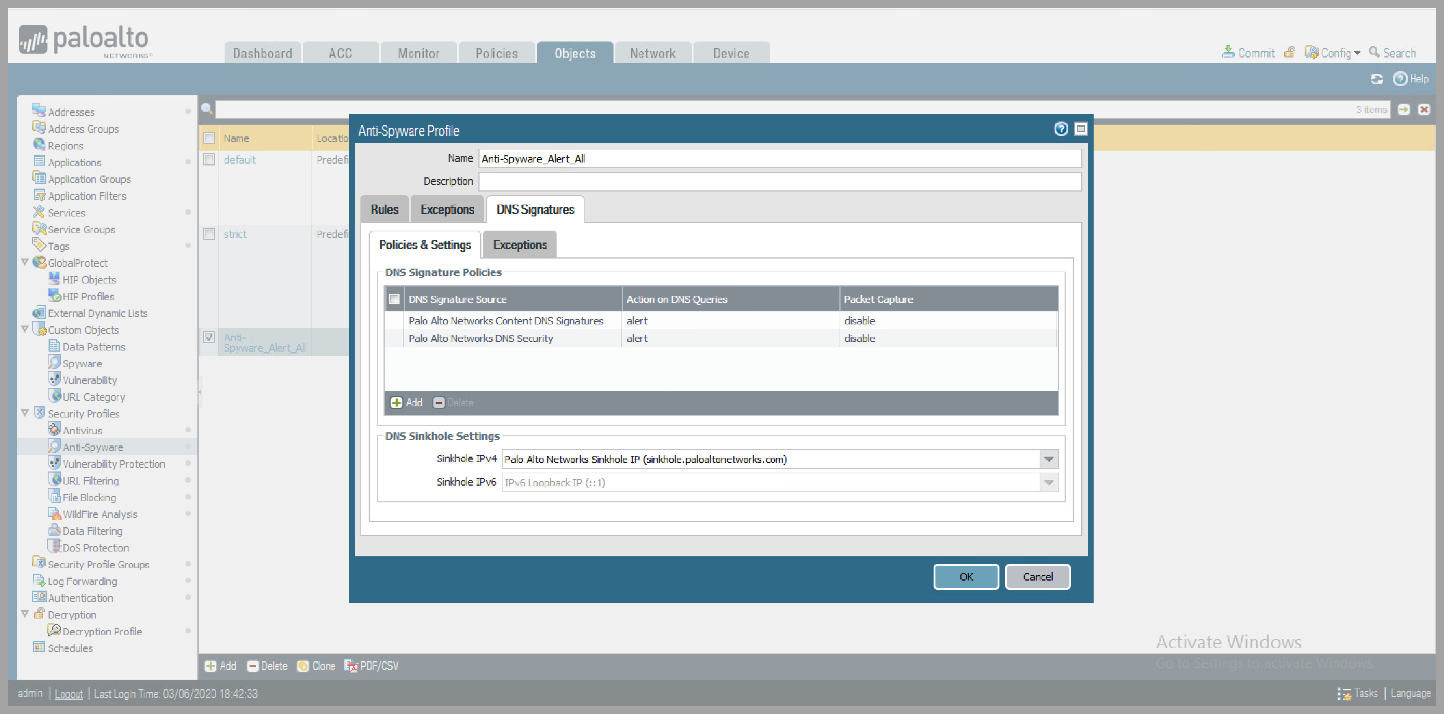 paloalto
NETWORKS
Dashboard ACC Monitor Policies Objects Network Device
Commit Config Search
Help
3 items
Addresses
Address Groups
Regions
Applications
Application Groups
Application Filters
Services
Service Groups
Tags
GlobalProtect
HIP Objects
HIP Profiles
External Dynamic Lists
Custom Objects
Data Patterns
Spyware
Vulnerability
URL Category
Security Profiles
Antivirus
Anti-Spyware
Vulnerability Protection
URL Filtering
File Blocking
WildFire Analysis
Data Filtering
DoS Protection
Security Profile Groups
Log Forwarding
Authentication
Decryption
Decryption Profile
Schedules
Name Locatio
default Predefi
strict Predefi
Anti-
Spyware_Alert_All
Anti-Spyware Profile
Name Anti-Spyware_Alert_All
Description
Rules Exceptions DNS Signatures
Policies & Settings Exceptions
DNS Signature Policies
DNS Signature Source Action on DNS Queries Packet Capture
Palo Alto Networks Content DNS Signatures alert disable
Palo Alto Networks DNS Security alert disable
Add Delete
DNS Sinkhole Settings
Sinkhole IPv4 Palo Alto Networks Sinkhole IP (sinkhole.paloaltonetworks.com)
Sinkhole IPv6 IPv6 Loopback IP (::1)
OK Cancel
Activate Windows
Go to Settings to activate Windows.
Add Delete Clone PDF/CSV
admin | Logout | Last Login Time: 03/06/2020 18:42:33
Tasks | Language